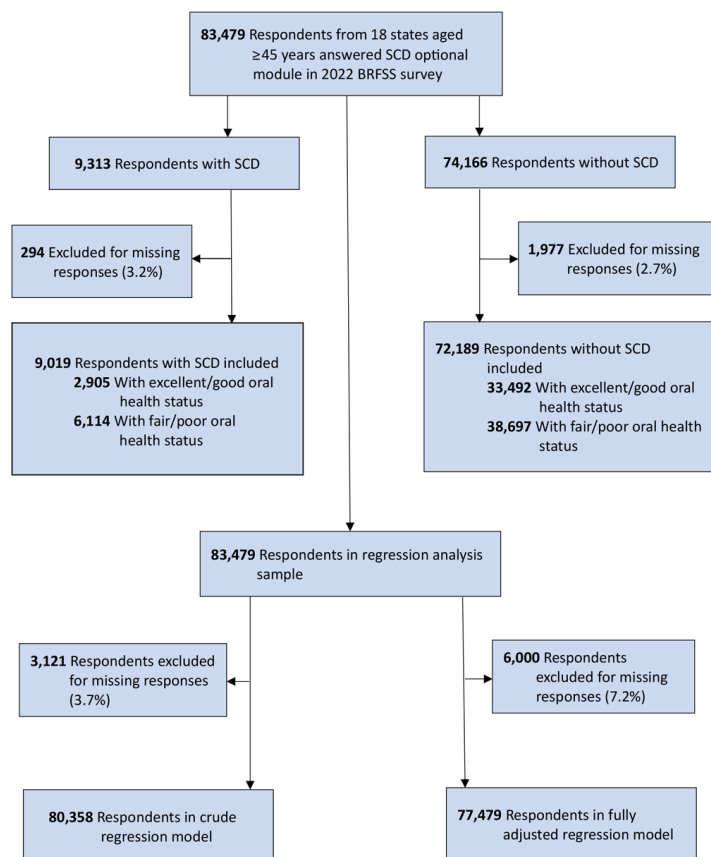 83,479 Respondents from 18 states aged
≥45 years answered SCD optional
module in 2022 BRFSS survey
9,313 Respondents with SCD
74,166 Respondents without SCD
294 Excluded for missing
responses (3.2%)
1,977 Excluded for missing
responses (2.7%)
9,019 Respondents with SCD included
2,905 With excellent/good oral
health status
6,114 With fair/poor oral
health status
72,189 Respondents without SCD
included
33,492 With excellent/good oral
health status
38,697 With fair/poor oral health
status
83,479 Respondents in regression analysis
sample
3,121 Respondents excluded
for missing responses
(3.7%)
6,000 Respondents
excluded for missing
responses (7.2%)
80,358 Respondents in crude
regression model
77,479 Respondents in fully
adjusted regression model